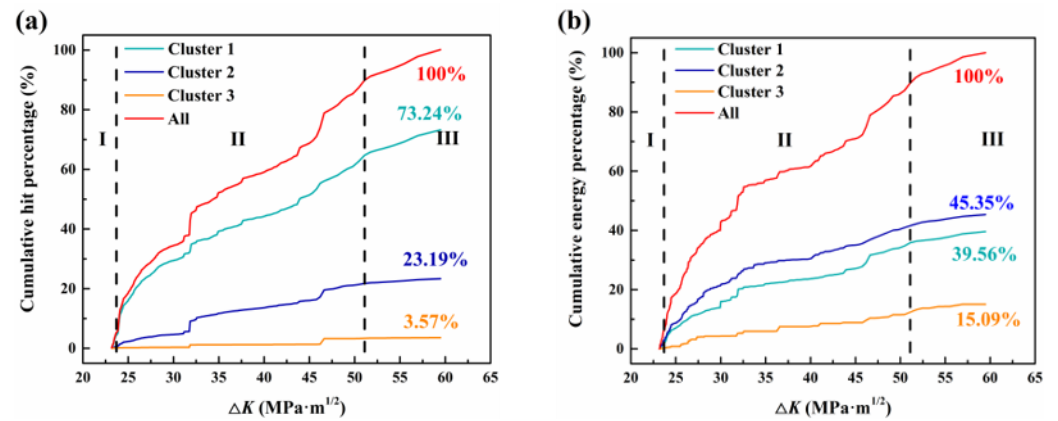 (a)
Cumulative hit percentage (%)
100
80
60
40
20
0
Cluster 1
Cluster 2
Cluster 3
All
I
II
III
100%
73.24%
23.19%
3.57%
20 25 30 35 40 45 50 55 60 65
△K (MPa·m^1/2)
(b)
Cumulative energy percentage (%)
100
80
60
40
20
0
Cluster 1
Cluster 2
Cluster 3
All
I
II
III
100%
45.35%
39.56%
15.09%
20 25 30 35 40 45 50 55 60 65
△K (MPa·m^1/2)